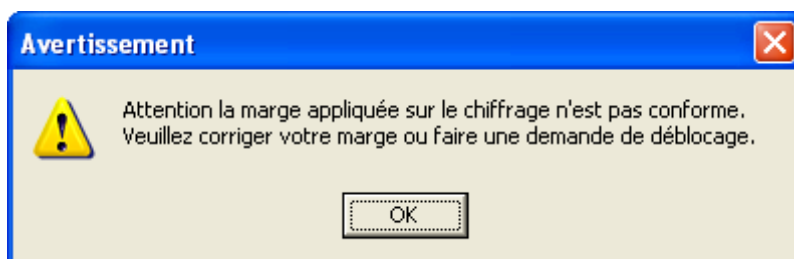 Avertissement
Attention la marge appliquée sur le chiffrage n'est pas conforme.
Veuillez corriger votre marge ou faire une demande de déblocage.
OK